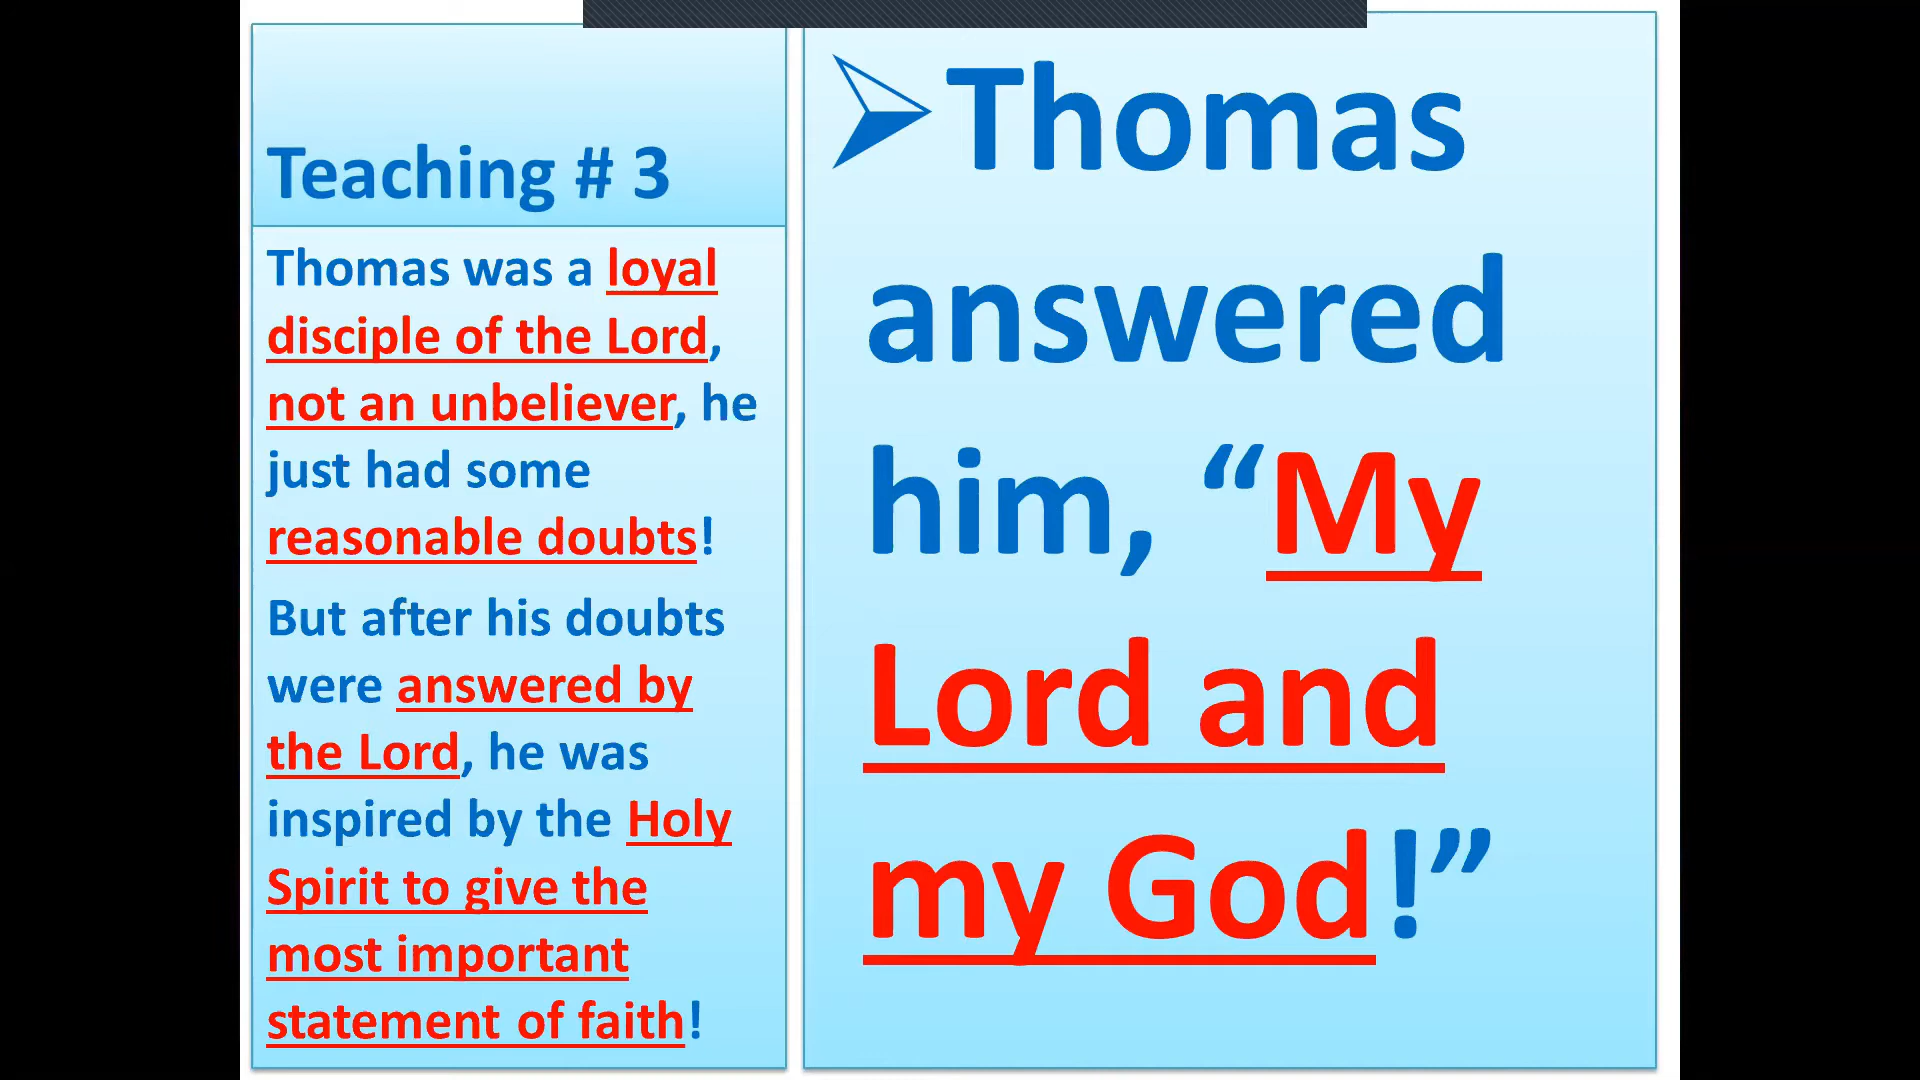 Teaching # 3
Thomas was a loyal
disciple of the Lord,
not an unbeliever, he
just had some
reasonable doubts!
But after his doubts
were answered by
the Lord, he was
inspired by the Holy
Spirit to give the
most important
statement of faith!
Thomas
answered
him, “My
Lord and
my God!”